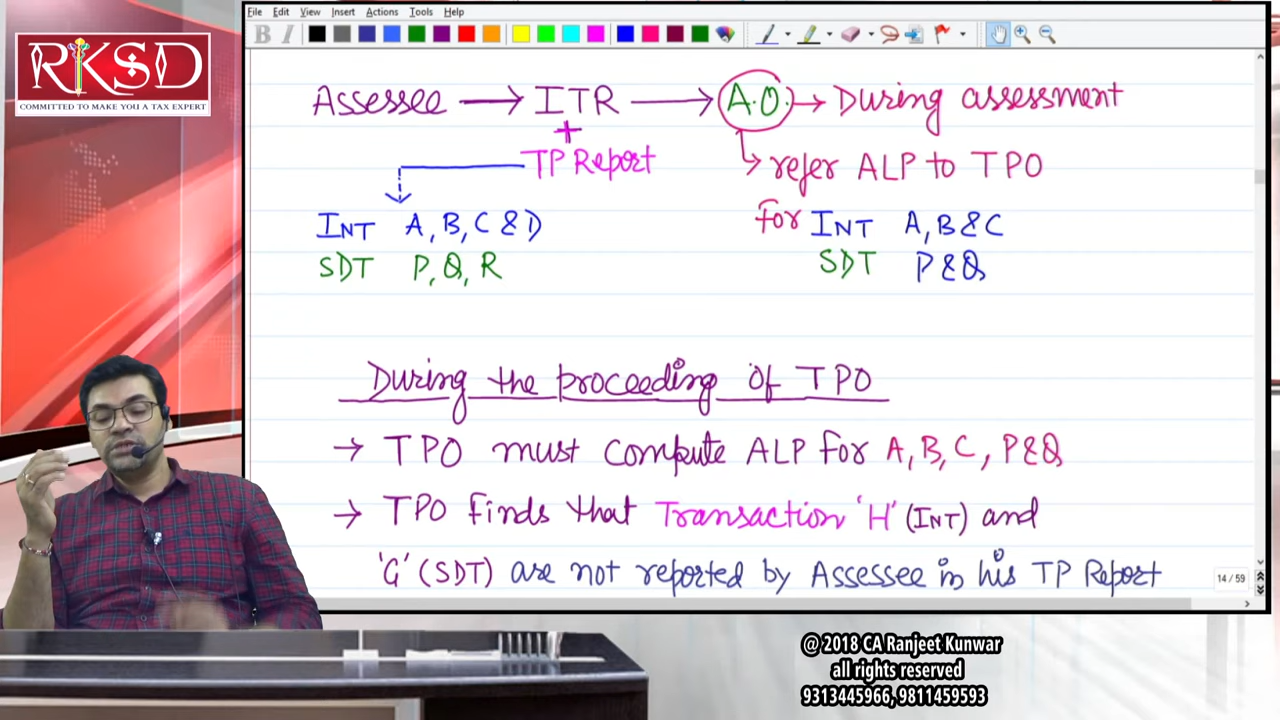 File Edit View Insert Actions Tools Help
RKSD
COMMITTED TO MAKE YOU A TAX EXPERT
B I
Assessee → ITR → A.O. → During assessment
+
TP Report
↳ refer ALP to TPO
INT A, B, C & D
for INT A, B & C
SDT P, Q, R
SDT P & Q
During the proceeding of TPO
→ TPO must compute ALP for A, B, C, P & Q
→ TPO finds that Transaction 'H' (INT) and
'G' (SDT) are not reported by Assessee in his TP Report
14 / 59
@ 2018 CA Ranjeet Kunwar
all rights reserved
9313445966, 9811459593